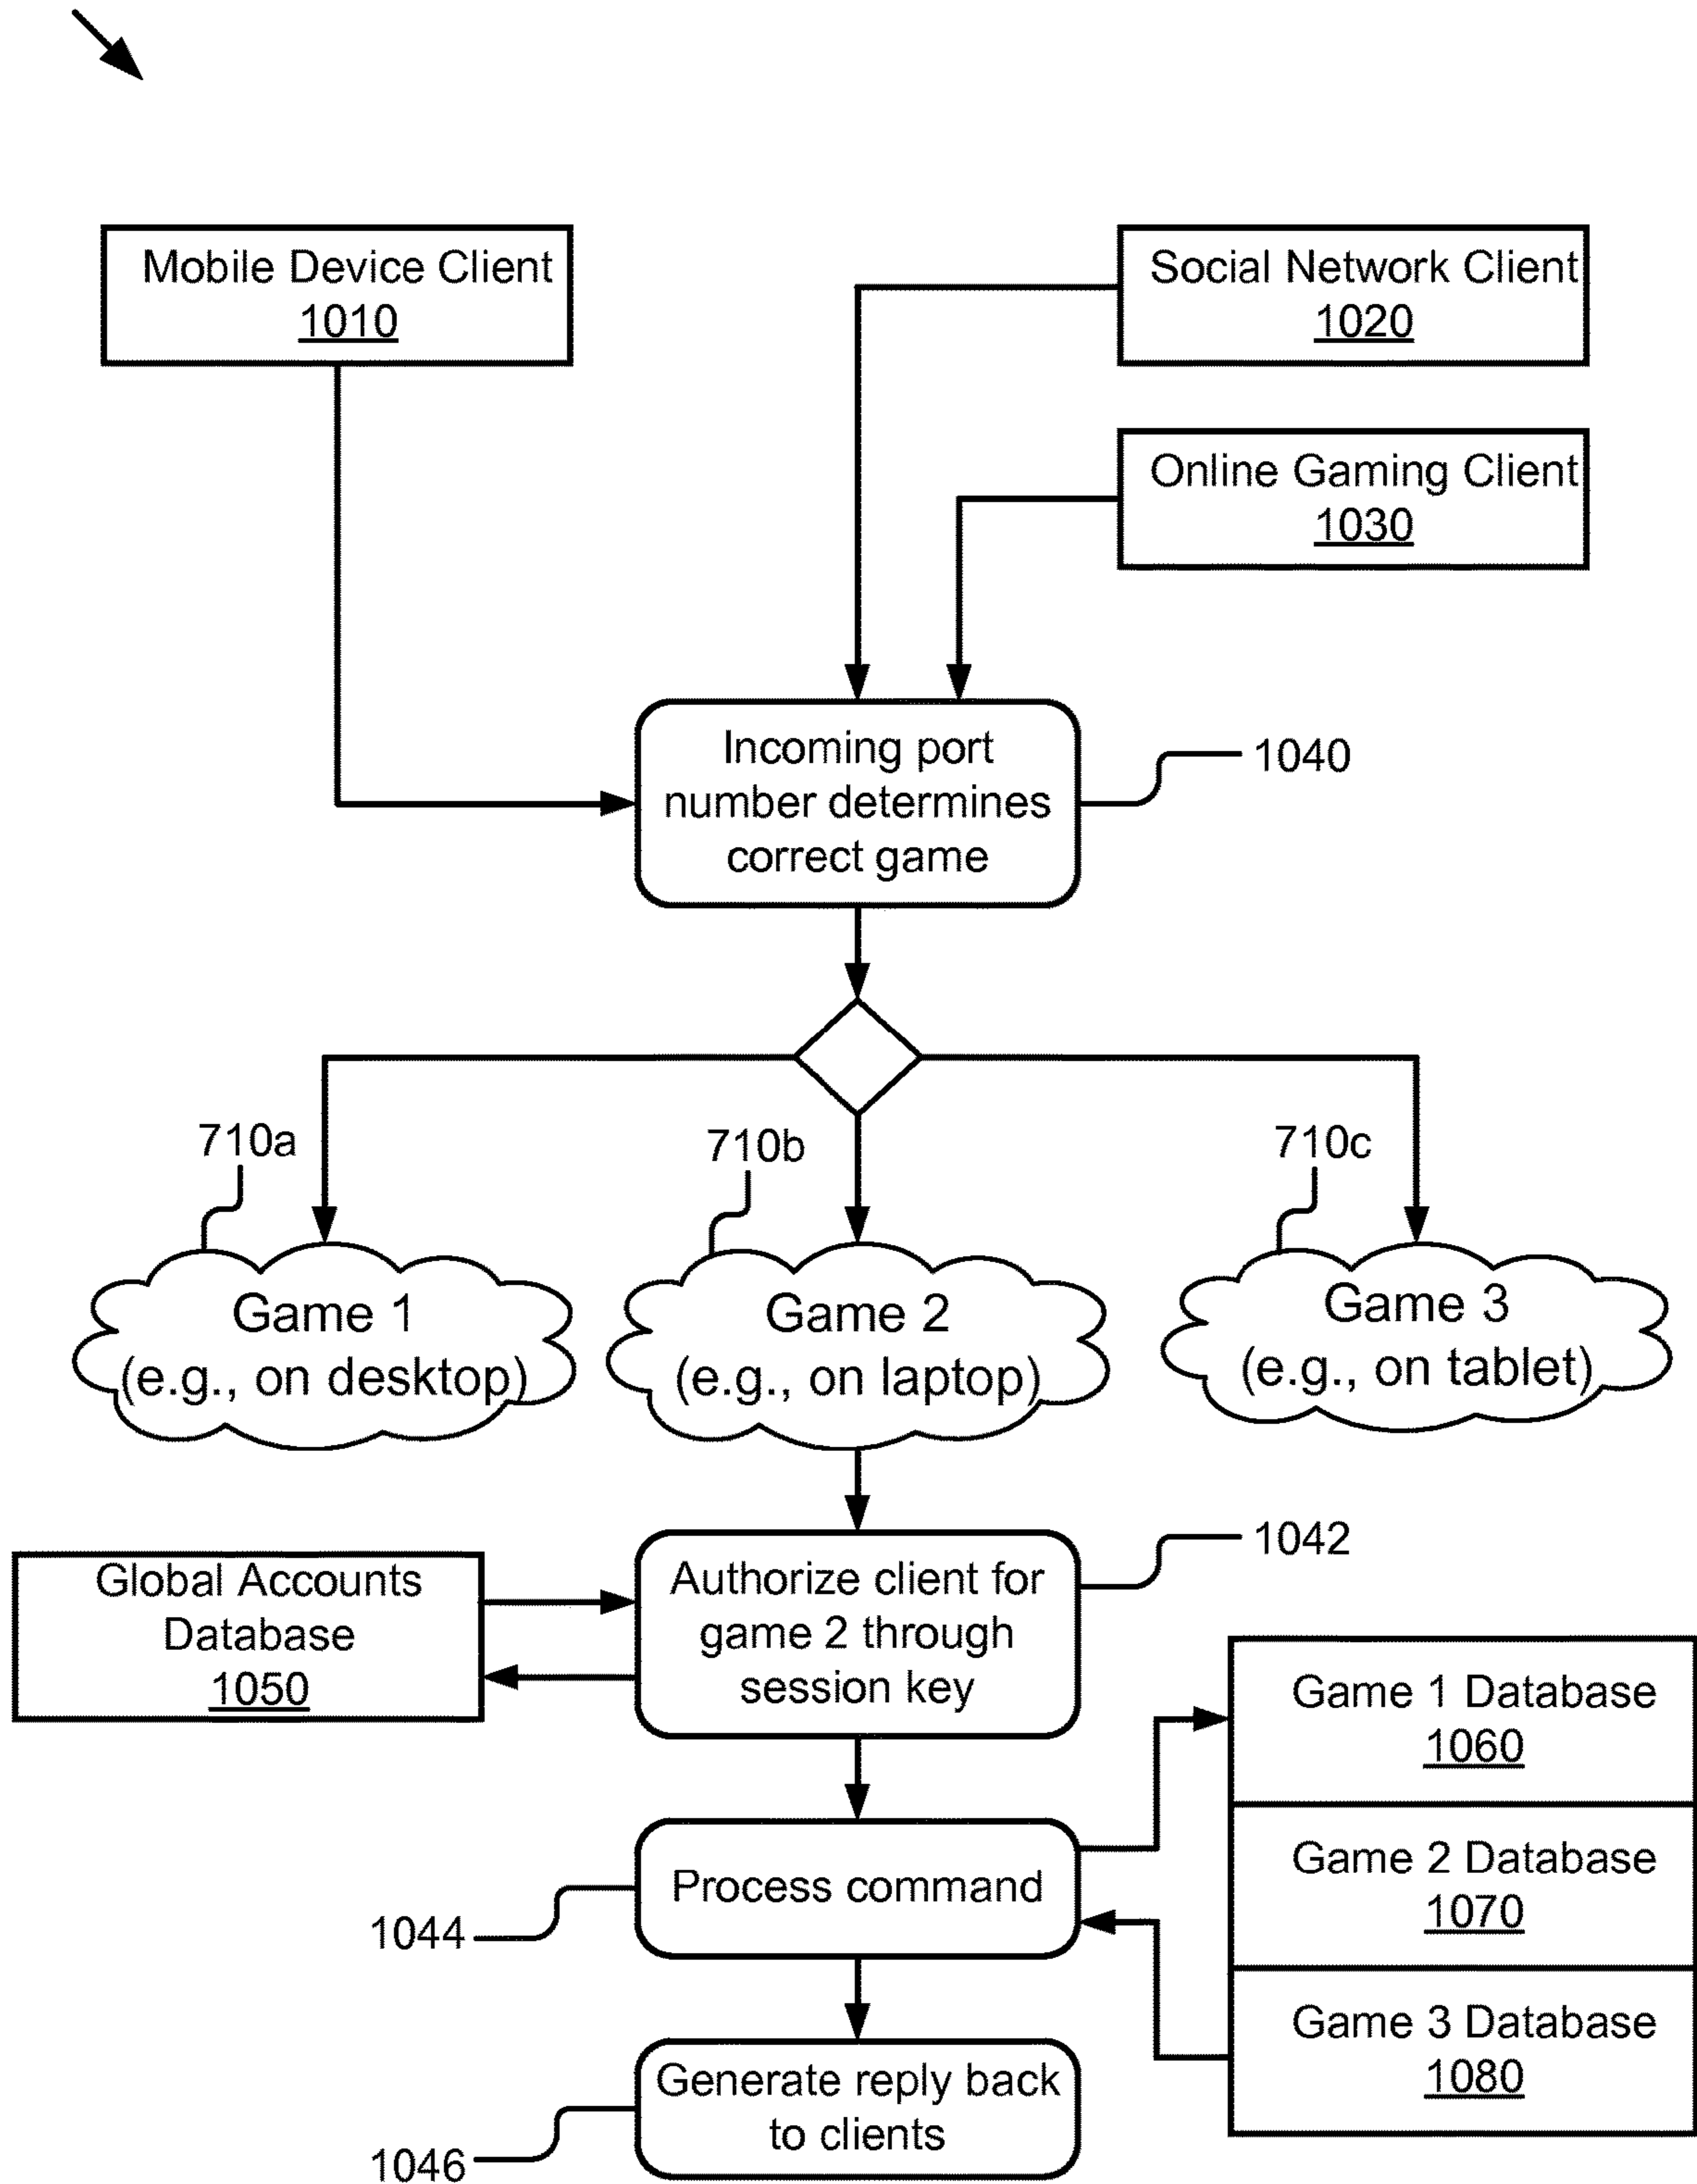 Mobile Device Client
1010
Social Network Client
1020
Online Gaming Client
1030
Incoming port
number determines
correct game
1040
710a
710b
710c
Game 1
(e.g., on desktop)
Game 2
(e.g., on laptop)
Game 3
(e.g., on tablet)
Global Accounts
Database
1050
Authorize client for
game 2 through
session key
1042
Game 1 Database
1060
Process command
1044
Game 2 Database
1070
Game 3 Database
1080
Generate reply back
to clients
1046